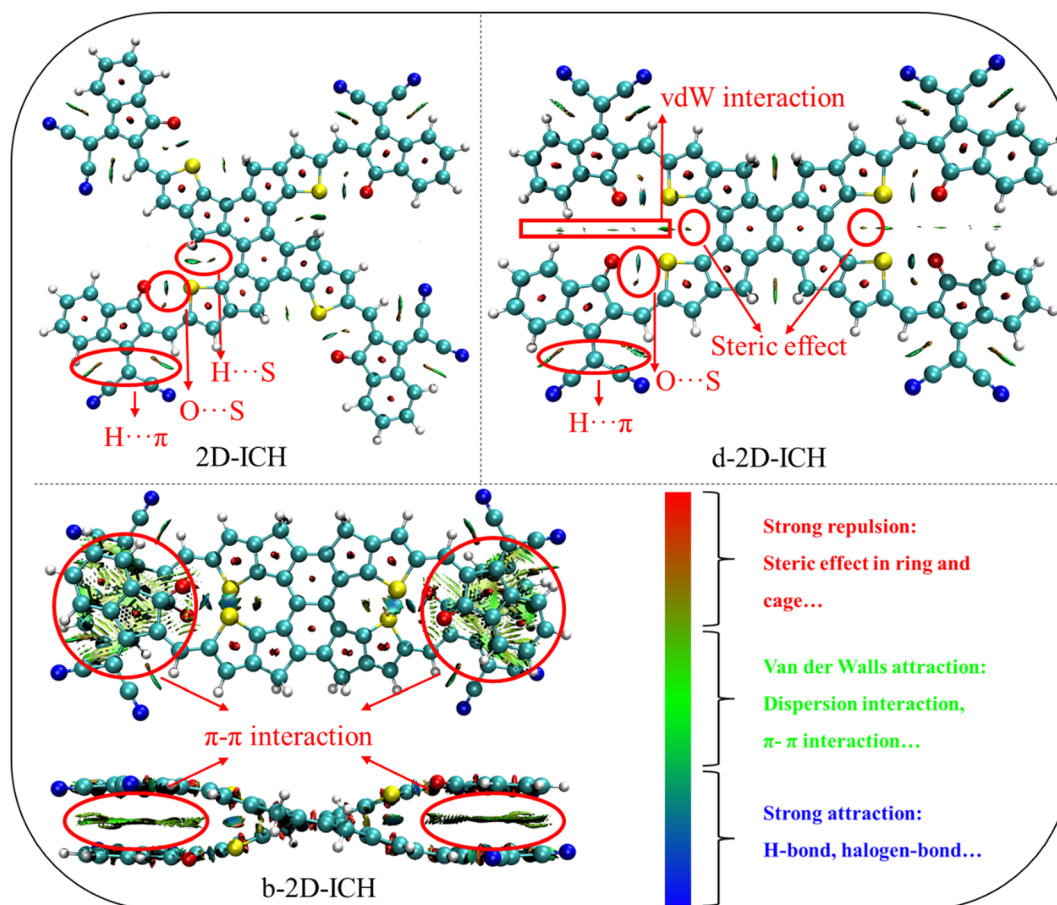 H···S
O···S
H···π
2D-ICH
vdW interaction
Steric effect
O···S
H···π
d-2D-ICH
π-π interaction
b-2D-ICH
Strong repulsion:
Steric effect in ring and
cage…
Van der Walls attraction:
Dispersion interaction,
π- π interaction…
Strong attraction:
H-bond, halogen-bond…